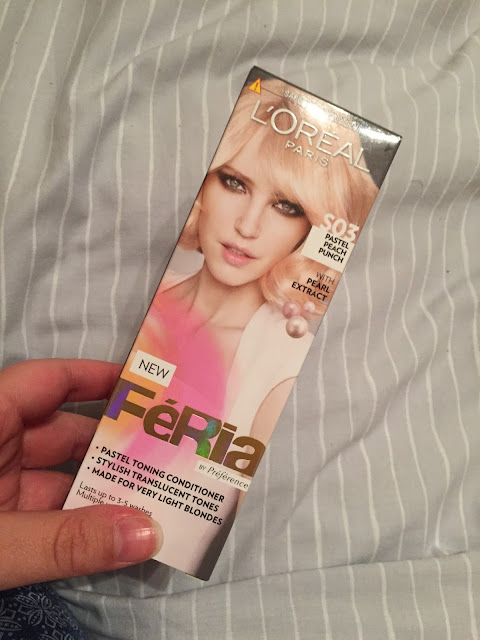 L'ORÉAL
PARIS
S03
PASTEL
PEACH
PUNCH
WITH
PEARL
EXTRACT
NEW
FéRia
BY Préférence
• PASTEL TONING CONDITIONER
• STYLISH TRANSLUCENT TONES
• MADE FOR VERY LIGHT BLONDES
Lasts up to 3-5 washes
Multiple